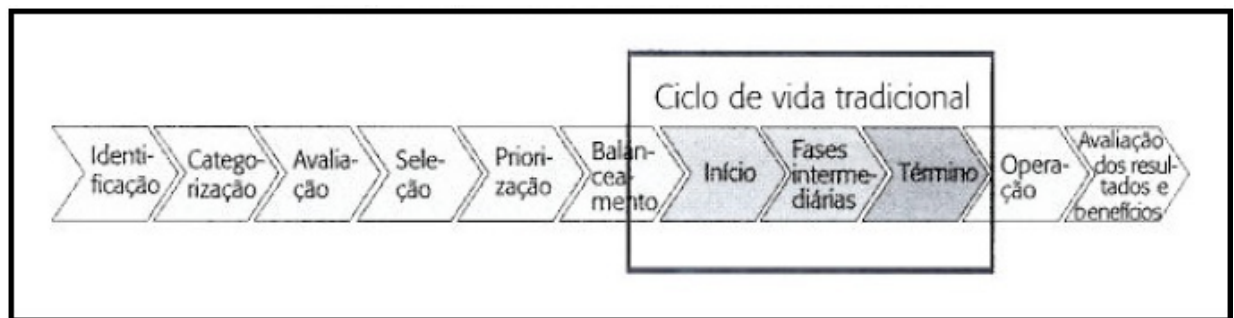 Ciclo de vida tradicional
Identi-
ficação
Catego-
rização
Avalia-
ção
Sele-
ção
Priori-
zação
Balan-
cea-
mento
Início
Fases
interme-
diárias
Término
Opera-
ção
Avaliação
dos resul-
tados e
benefícios